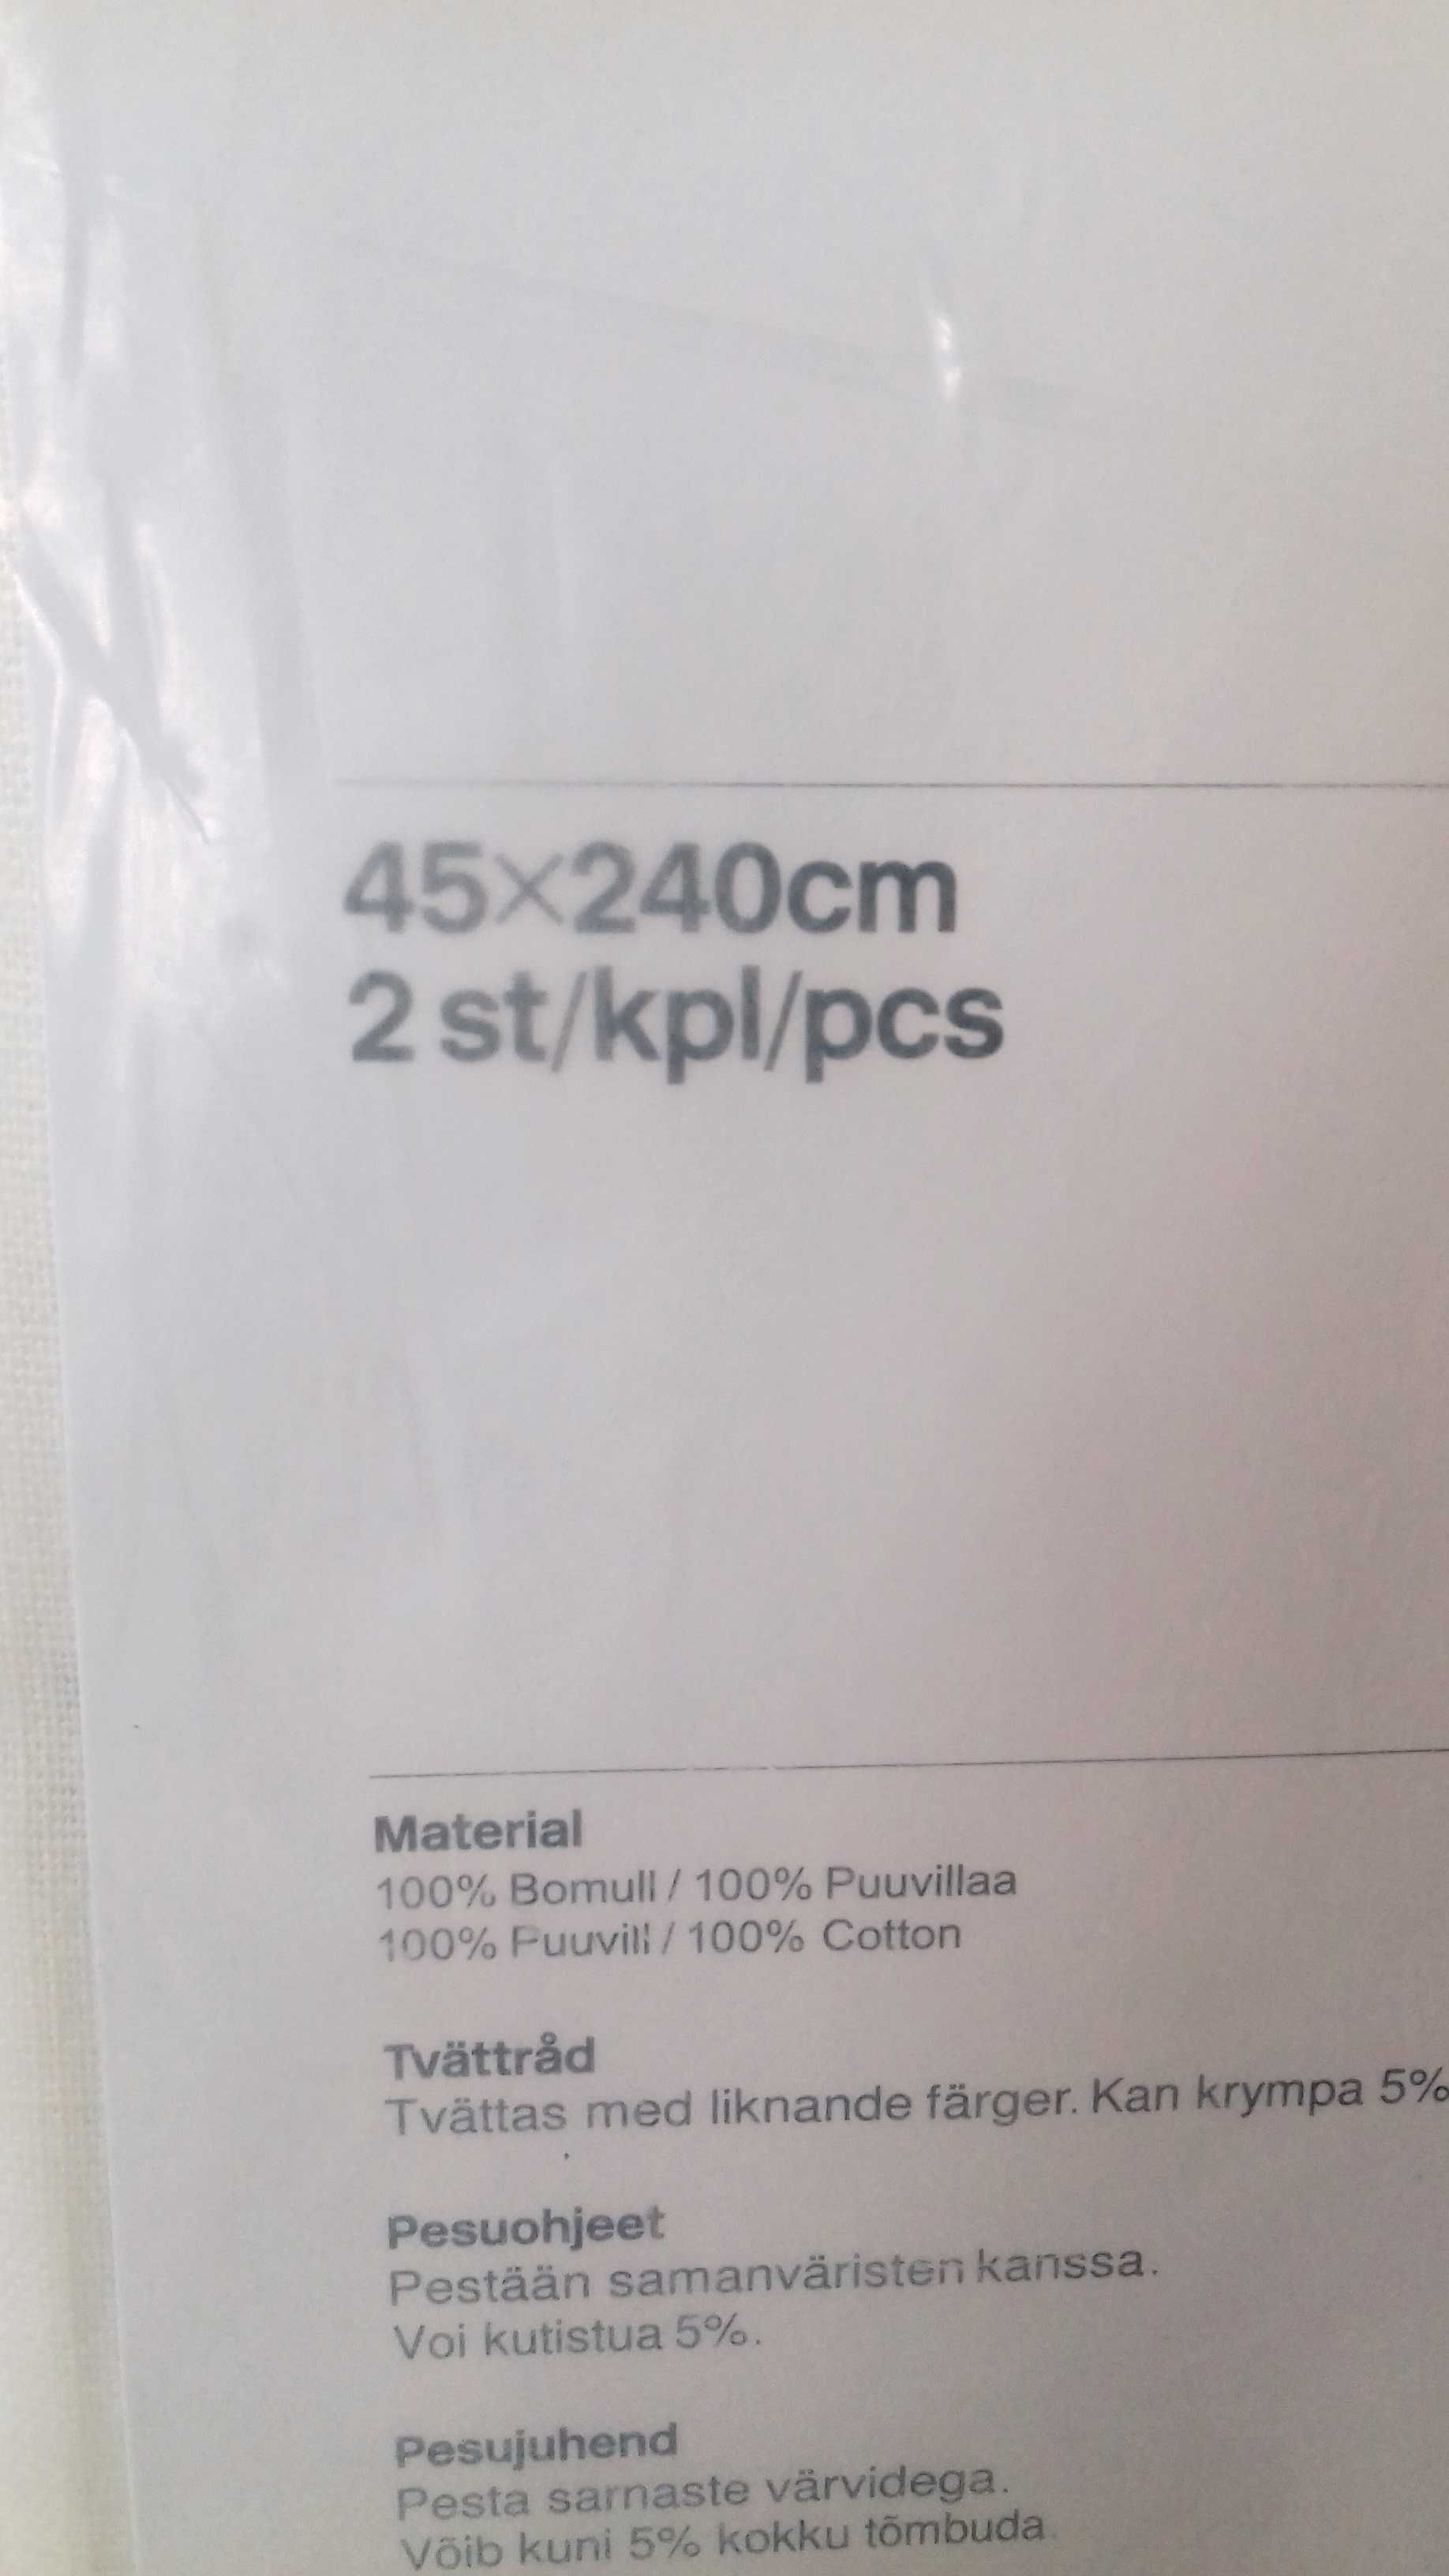 45×240cm
2 st/kpl/pcs
Material
100% Bomull / 100% Puuvillaa
100% Puuvill / 100% Cotton
Tvättråd
Tvättas med liknande färger. Kan krympa 5%
Pesuohjeet
Pestään samanväristen kanssa.
Voi kutistua 5%.
Pesujuhend
Pesta sarnaste värvidega.
Võib kuni 5% kokku tõmbuda.